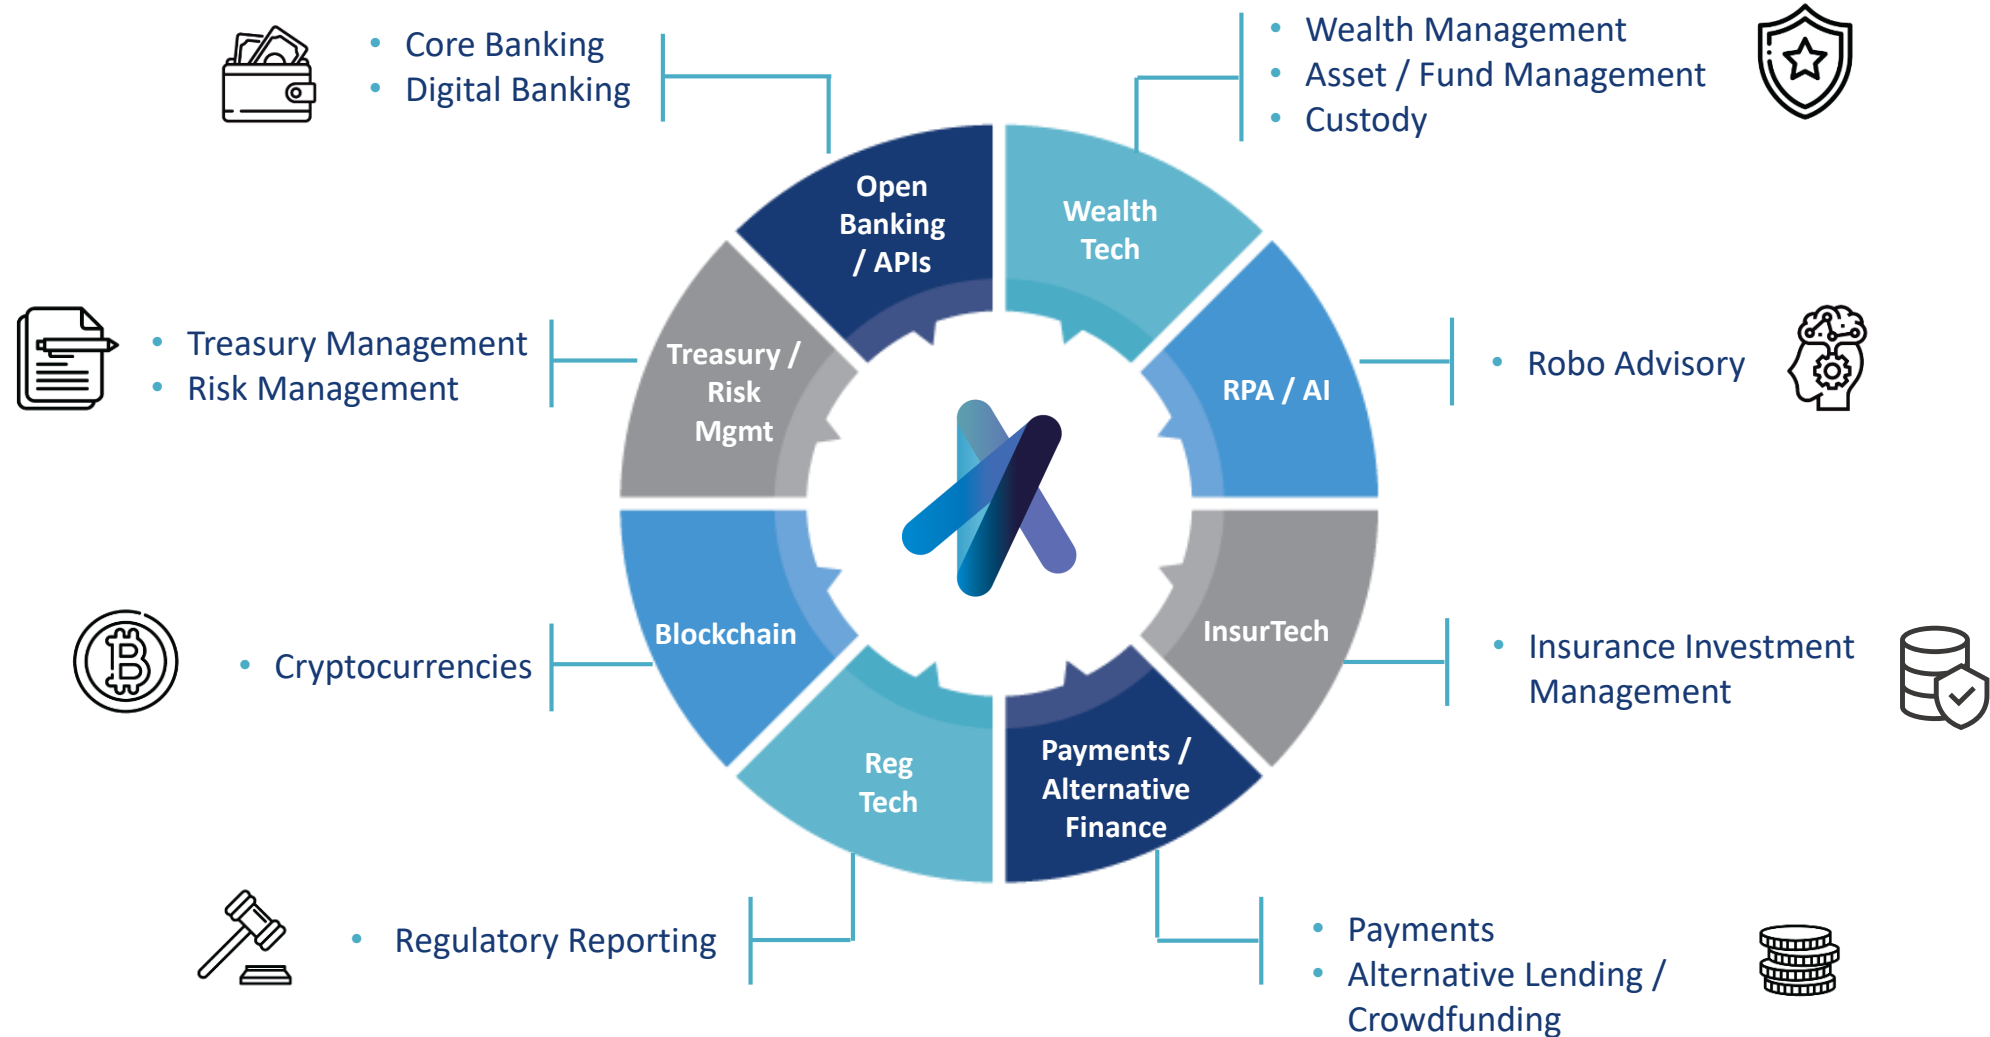 • Core Banking
• Digital Banking
• Wealth Management
• Asset / Fund Management
• Custody
Open
Banking
/ APIs
Wealth
Tech
• Treasury Management
• Risk Management
Treasury /
Risk
Mgmt
RPA / AI
• Robo Advisory
• Cryptocurrencies
Blockchain
InsurTech
• Insurance Investment
Management
Reg
Tech
Payments /
Alternative
Finance
• Regulatory Reporting
• Payments
• Alternative Lending /
Crowdfunding